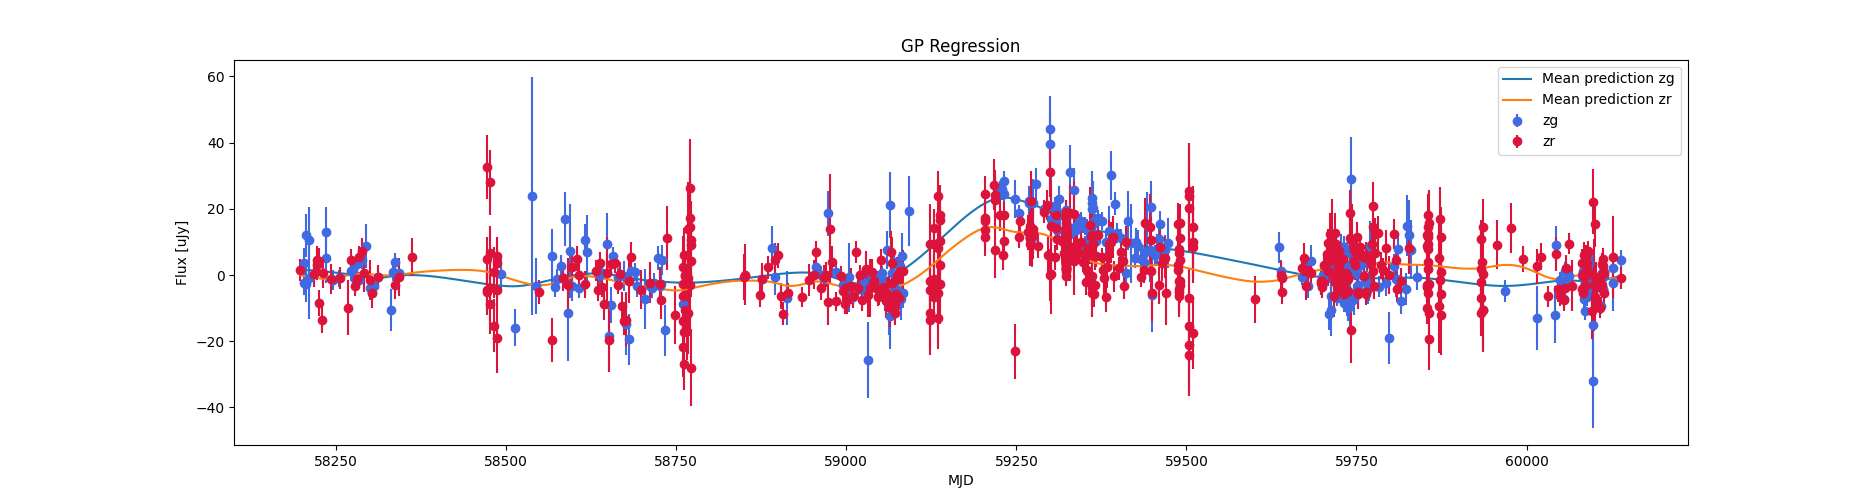 GP Regression
Flux [uJy]
60
40
20
0
−20
−40
Mean prediction zg
Mean prediction zr
zg
zr
58250
58500
58750
59000
59250
59500
59750
60000
MJD